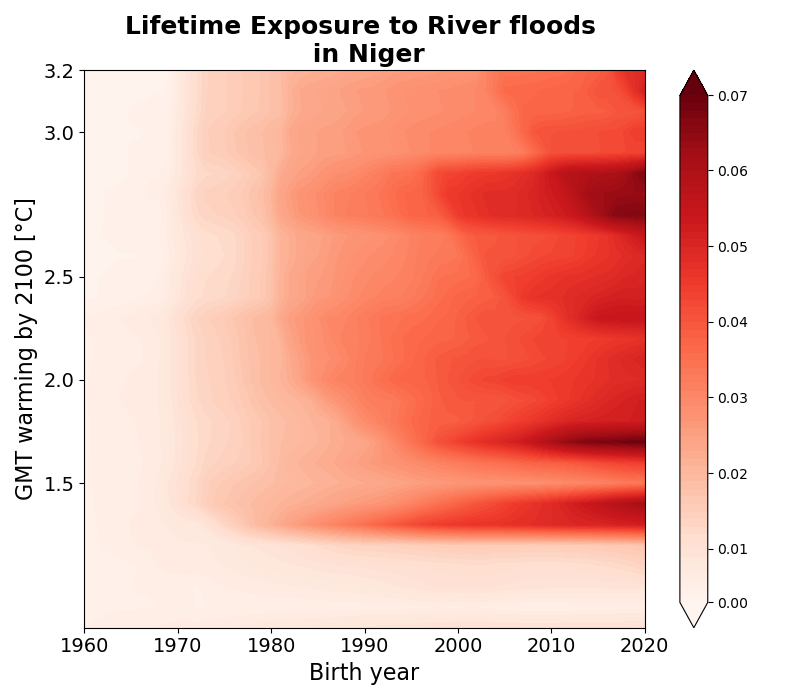 Lifetime Exposure to River floods
in Niger
3.2
3.0
2.5
2.0
1.5
GMT warming by 2100 [°C]
1960 1970 1980 1990 2000 2010 2020
Birth year
0.07
0.06
0.05
0.04
0.03
0.02
0.01
0.00